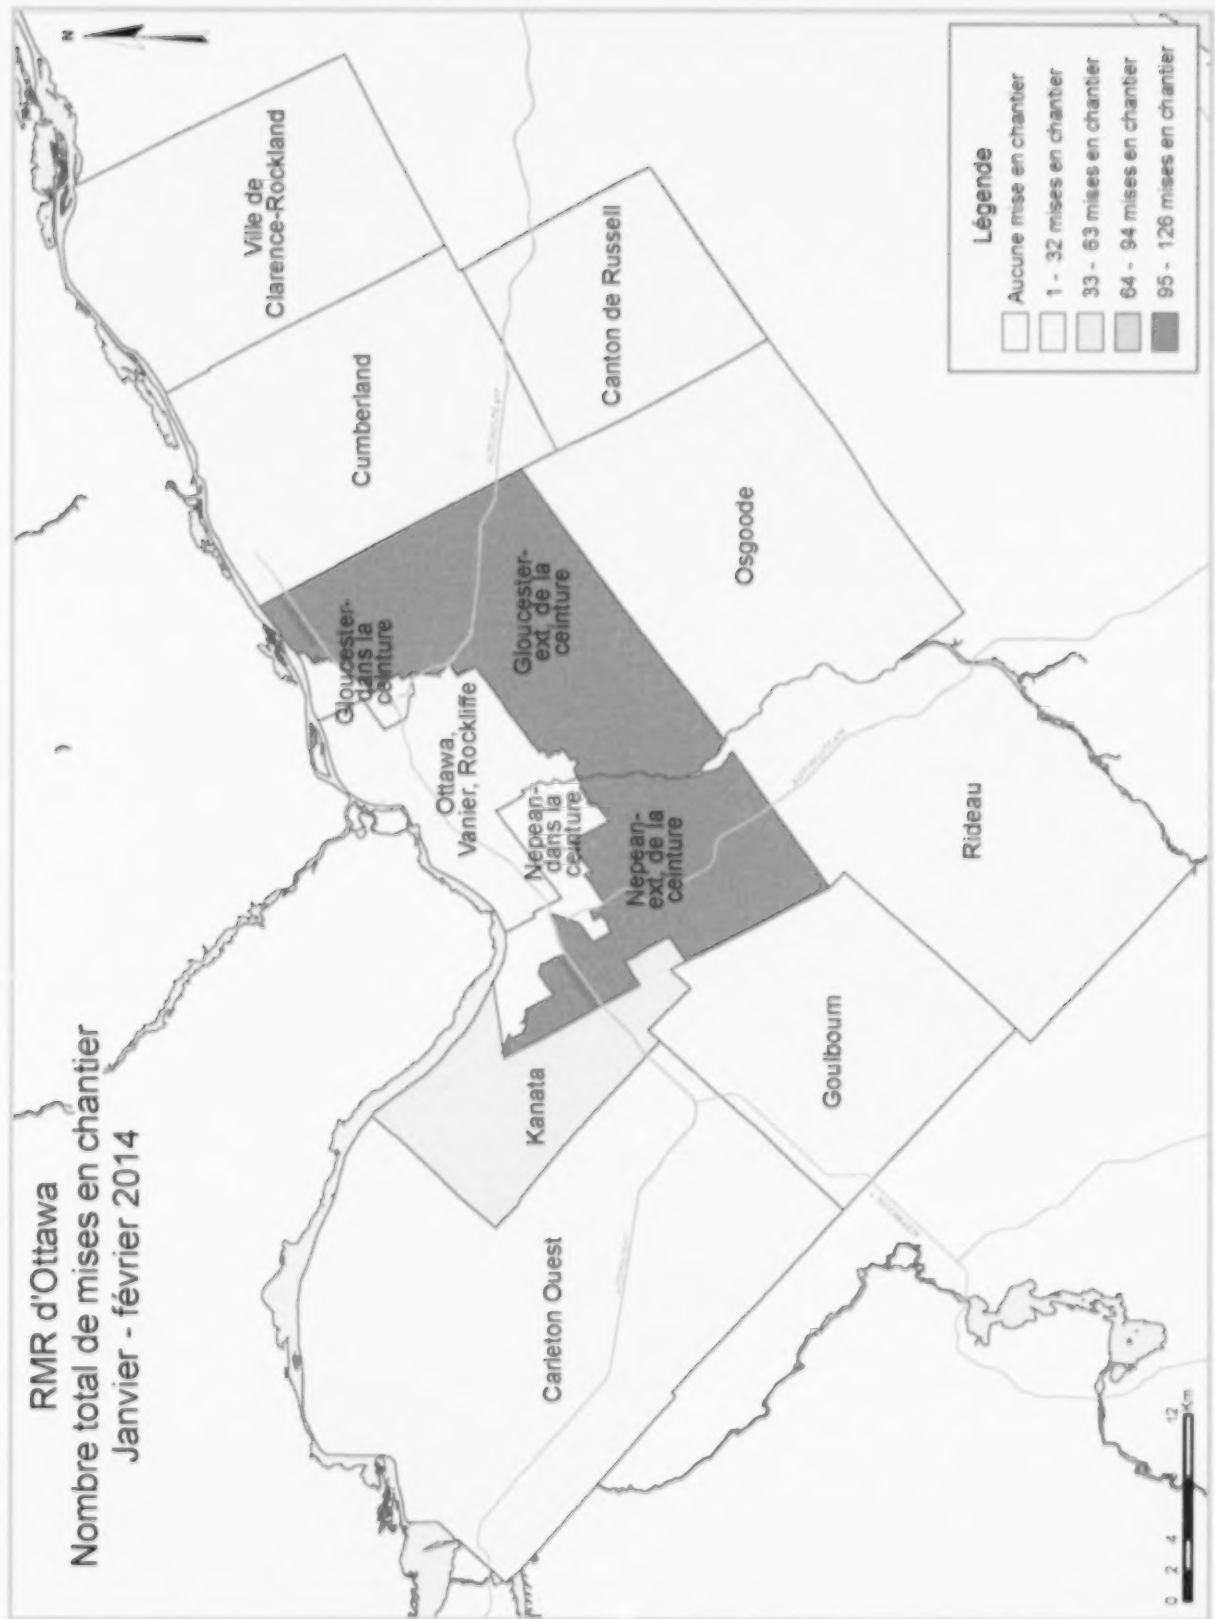 RMR d'Ottawa
Nombre total de mises en chantier
Janvier - février 2014
N
Ville de
Clarence-Rockland
Cumberland
Canton de Russell
Gloucester-
dans la
ceinture
Gloucester-
ext. de la
ceinture
Osgoode
Ottawa,
Vanier, Rockliffe
Nepean-
dans la
ceinture
Nepean-
ext. de la
ceinture
Rideau
Kanata
Goulbourn
Carleton Ouest
Légende
Aucune mise en chantier
1 - 32 mises en chantier
33 - 63 mises en chantier
64 - 94 mises en chantier
95 - 126 mises en chantier
0 2 4 12
Km